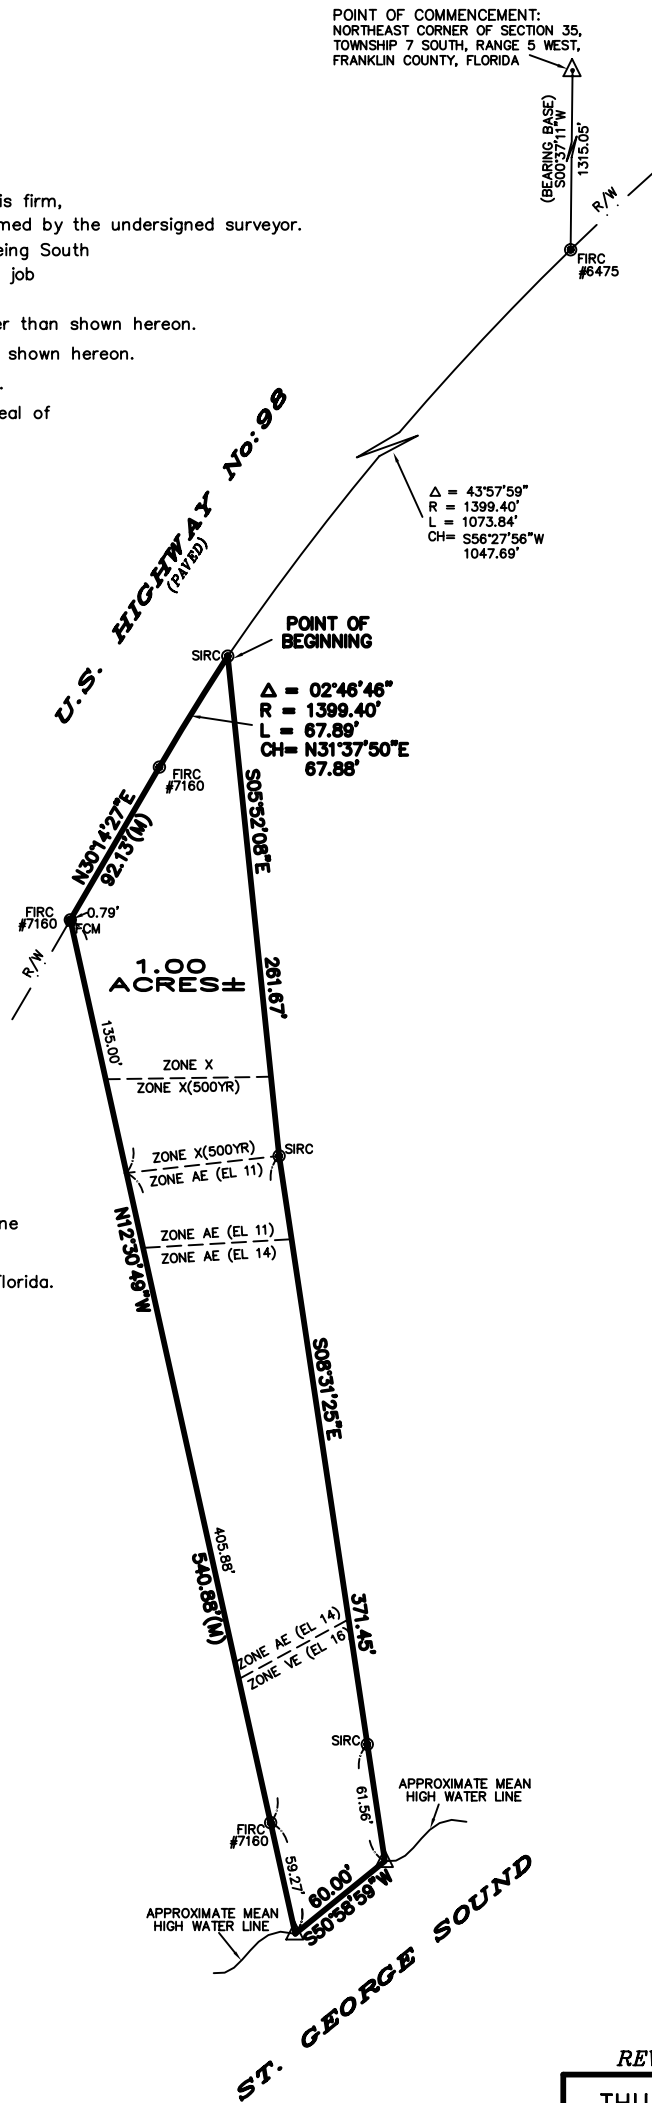 POINT OF COMMENCEMENT:
NORTHEAST CORNER OF SECTION 35,
TOWNSHIP 7 SOUTH, RANGE 5 WEST,
FRANKLIN COUNTY, FLORIDA
(BEARING BASE)
S00°37'11"W
1315.05'
R/W
FIRC
#6475
is firm,
med by the undersigned surveyor.
eing South
job
er than shown hereon.
shown hereon.
.
eal of
U.S. HIGHWAY No: 98
(PAVED)
Δ = 43°57'59"
R = 1399.40'
L = 1073.84'
CH= S56°27'56"W
1047.69'
POINT OF
BEGINNING
SIRC
Δ = 02°46'46"
R = 1399.40'
L = 67.89'
CH= N31°37'50"E
67.88'
FIRC
#7160
N30°14'27"E
92.13'(M)
S05°52'08"E
261.67'
FIRC
#7160
0.79'
FCM
R/W
1.00
ACRES±
135.00'
ZONE X
ZONE X(500YR)
ZONE X(500YR)
ZONE AE (EL 11)
SIRC
N12°30'49"W
ZONE AE (EL 11)
ZONE AE (EL 14)
ne
lorida.
S08°31'25"E
405.88'
540.88'(M)
371.45'
ZONE AE (EL 14)
ZONE VE (EL 16)
SIRC
61.56'
APPROXIMATE MEAN
HIGH WATER LINE
FIRC
#7160
59.27'
60.00'
S50°58'59"W
APPROXIMATE MEAN
HIGH WATER LINE
ST. GEORGE SOUND
REV
THU